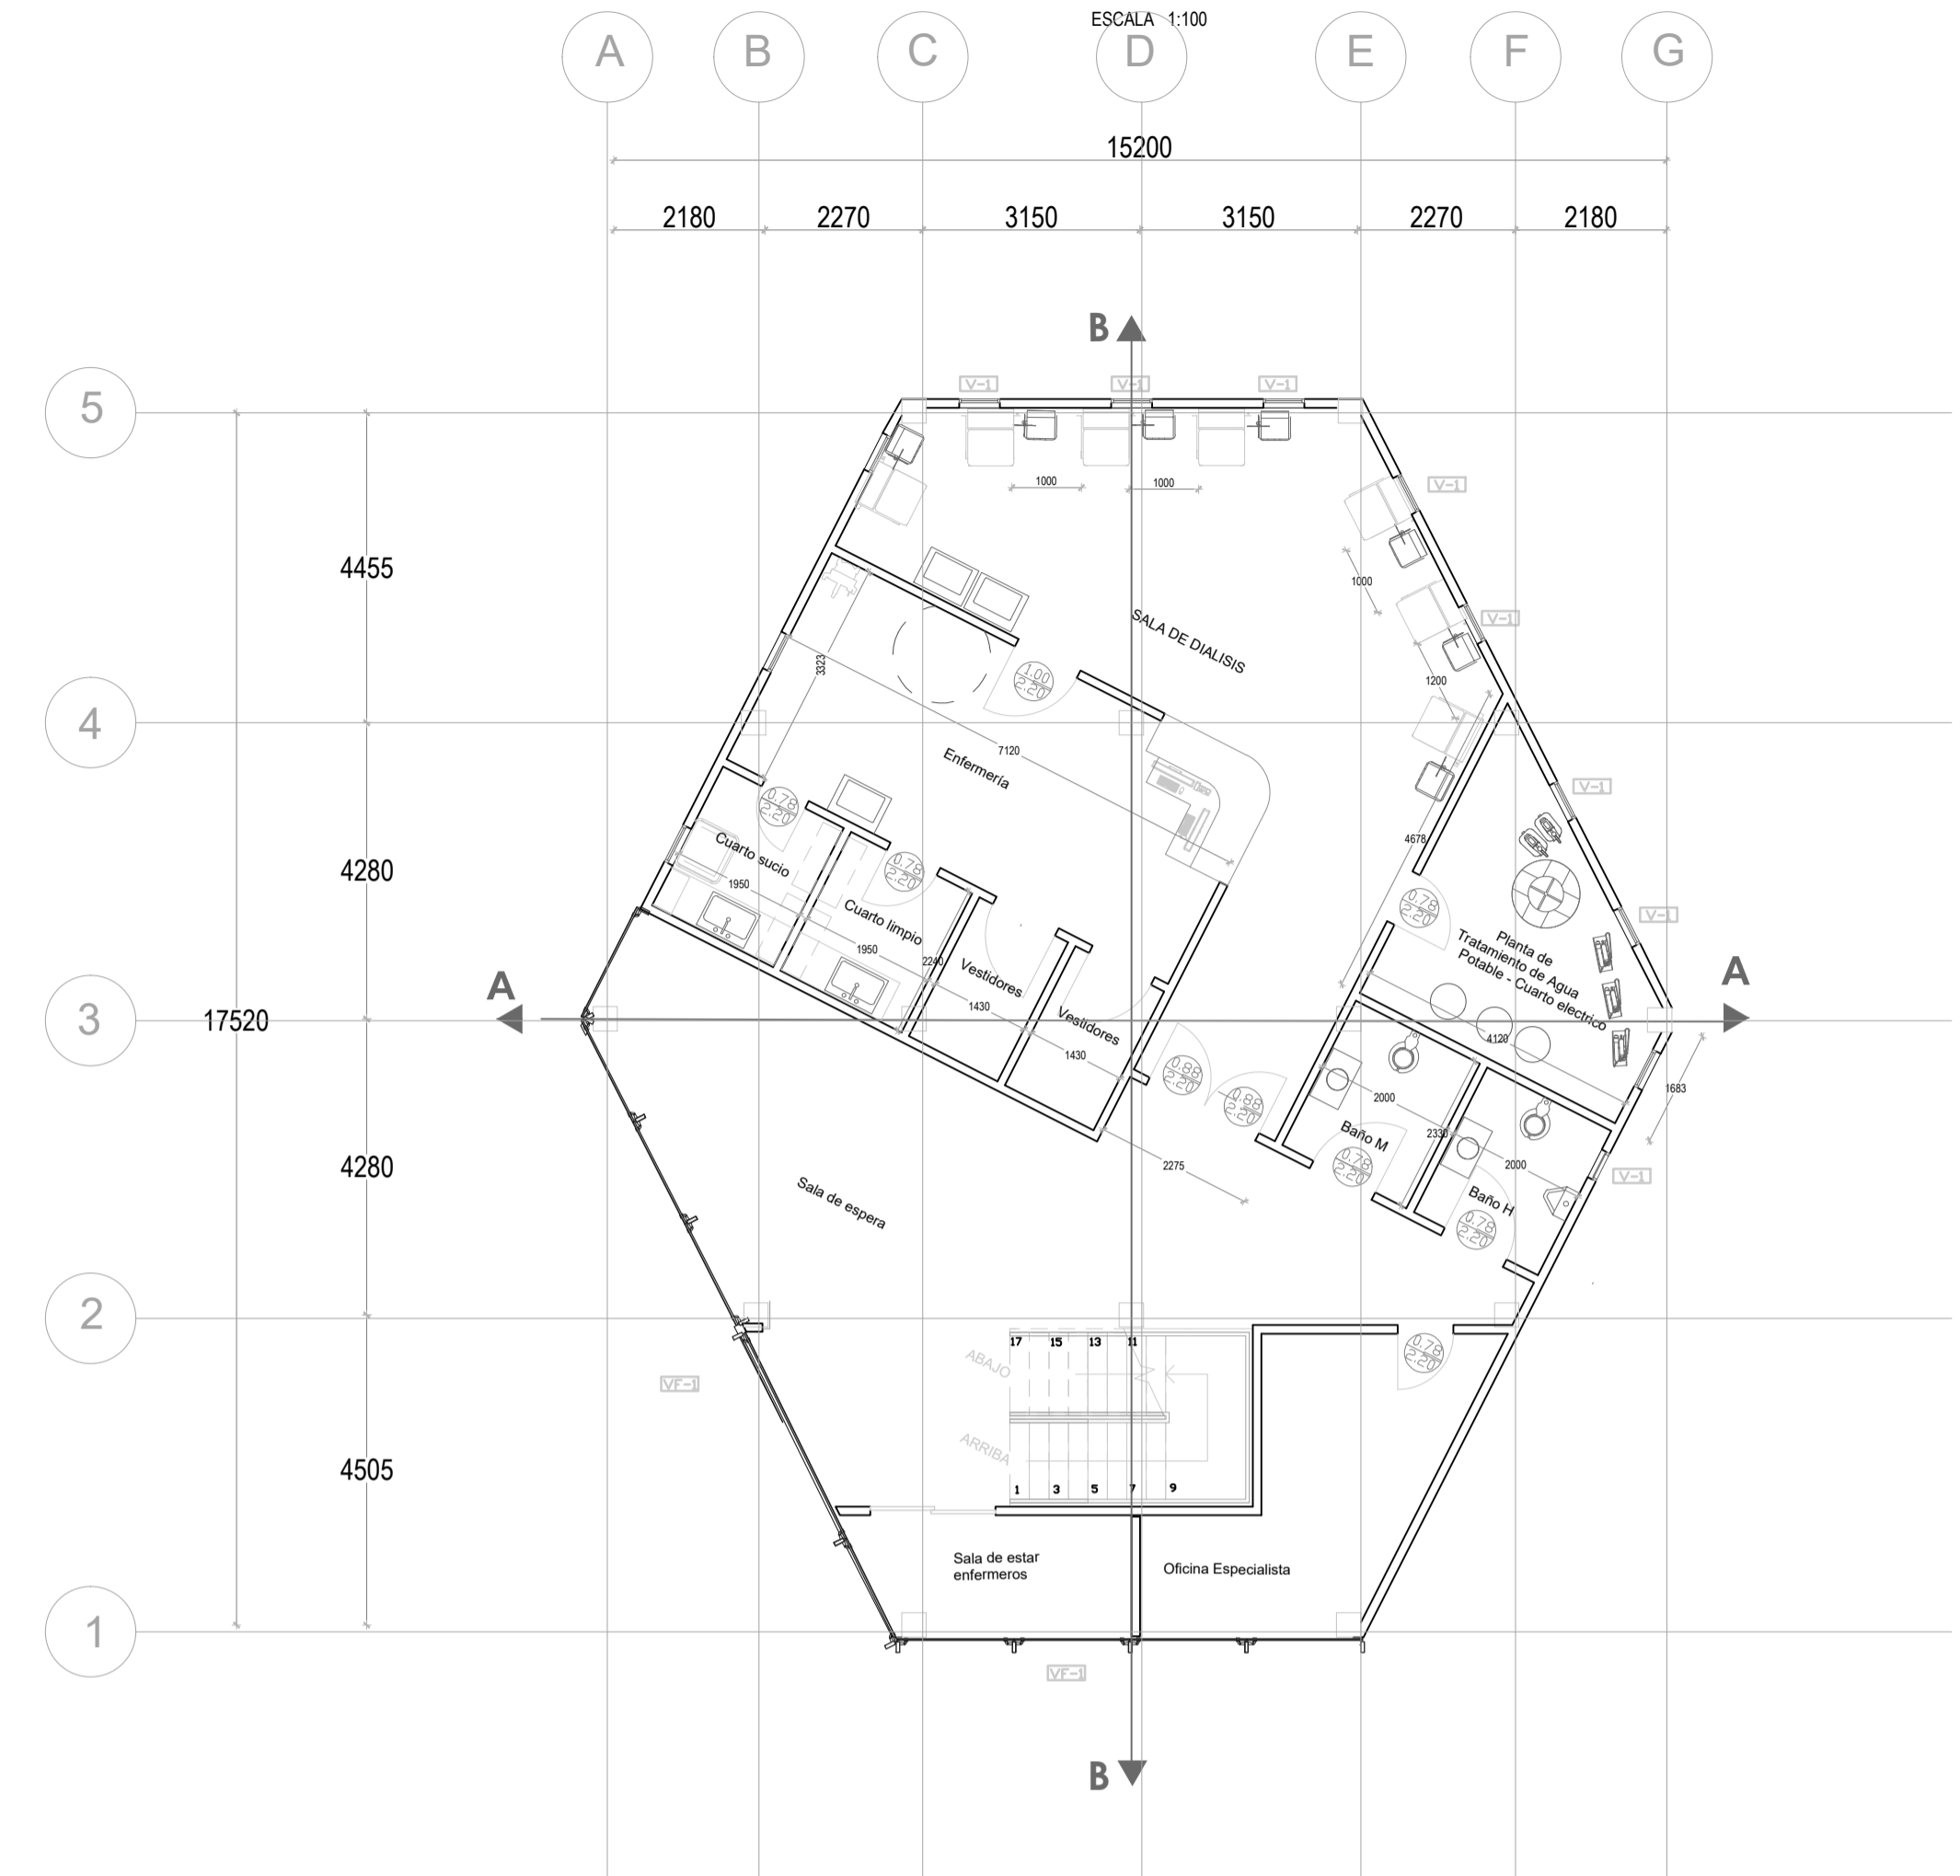 ESCALA 1:100
A B C D E F G
15200
2180 2270 3150 3150 2270 2180
B
5
V-1 V-1 V-1
V-1
1000 1000
4455
1000
V-1
SALA DE DIALISIS
3323
1.00
2.20
1200
4
7120
Enfermería
V-1
0.78
2.20
4678
Cuarto sucio
0.78
2.20
4280
1950
0.78
2.20
V-1
Cuarto limpio
1950
2240
Planta de
Tratamiento de Agua
Potable - Cuarto electrico
A
Vestidores
1430
A
3
17520
Vestidores
4120
1430
0.88
2.20
1683
0.88
2.20
2000
Baño M
2330
4280
2275
0.78
2.20
2000
V-1
Sala de espera
Baño H
0.78
2.20
2
17 15 13 11
ABAJO
0.78
2.20
VF-1
ARRIBA
4505
1 3 5 7 9
Sala de estar
enfermeros
Oficina Especialista
1
VF-1
B